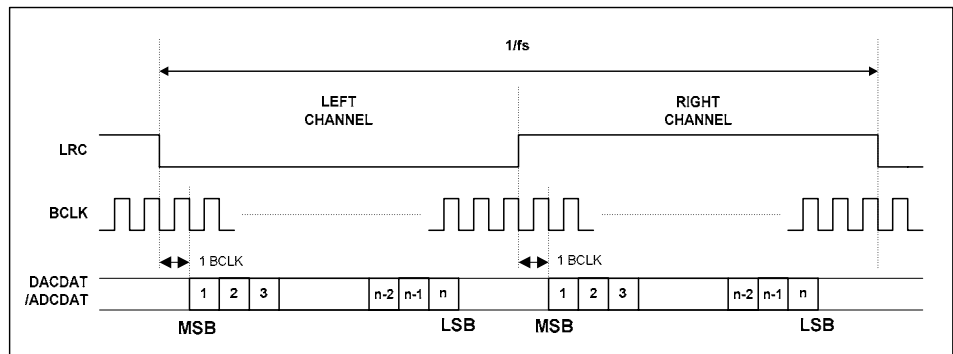 1/fs
LEFT
CHANNEL
RIGHT
CHANNEL
LRC
BCLK
1 BCLK
1 BCLK
DACDAT
/ADCDAT
1 2 3 n-2 n-1 n 1 2 3 n-2 n-1 n
MSB LSB MSB LSB